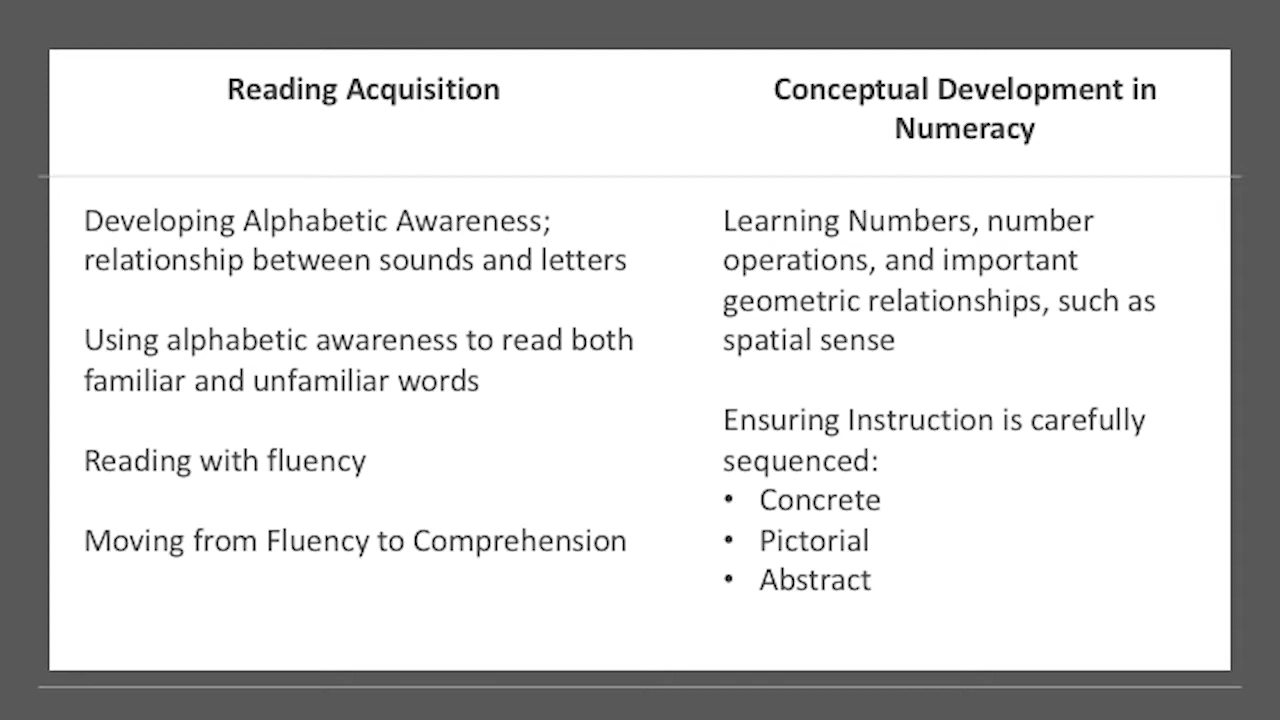 Reading Acquisition
Developing Alphabetic Awareness;
relationship between sounds and letters
Using alphabetic awareness to read both
familiar and unfamiliar words
Reading with fluency
Moving from Fluency to Comprehension
Conceptual Development in
Numeracy
Learning Numbers, number
operations, and important
geometric relationships, such as
spatial sense
Ensuring Instruction is carefully
sequenced:
• Concrete
• Pictorial
• Abstract